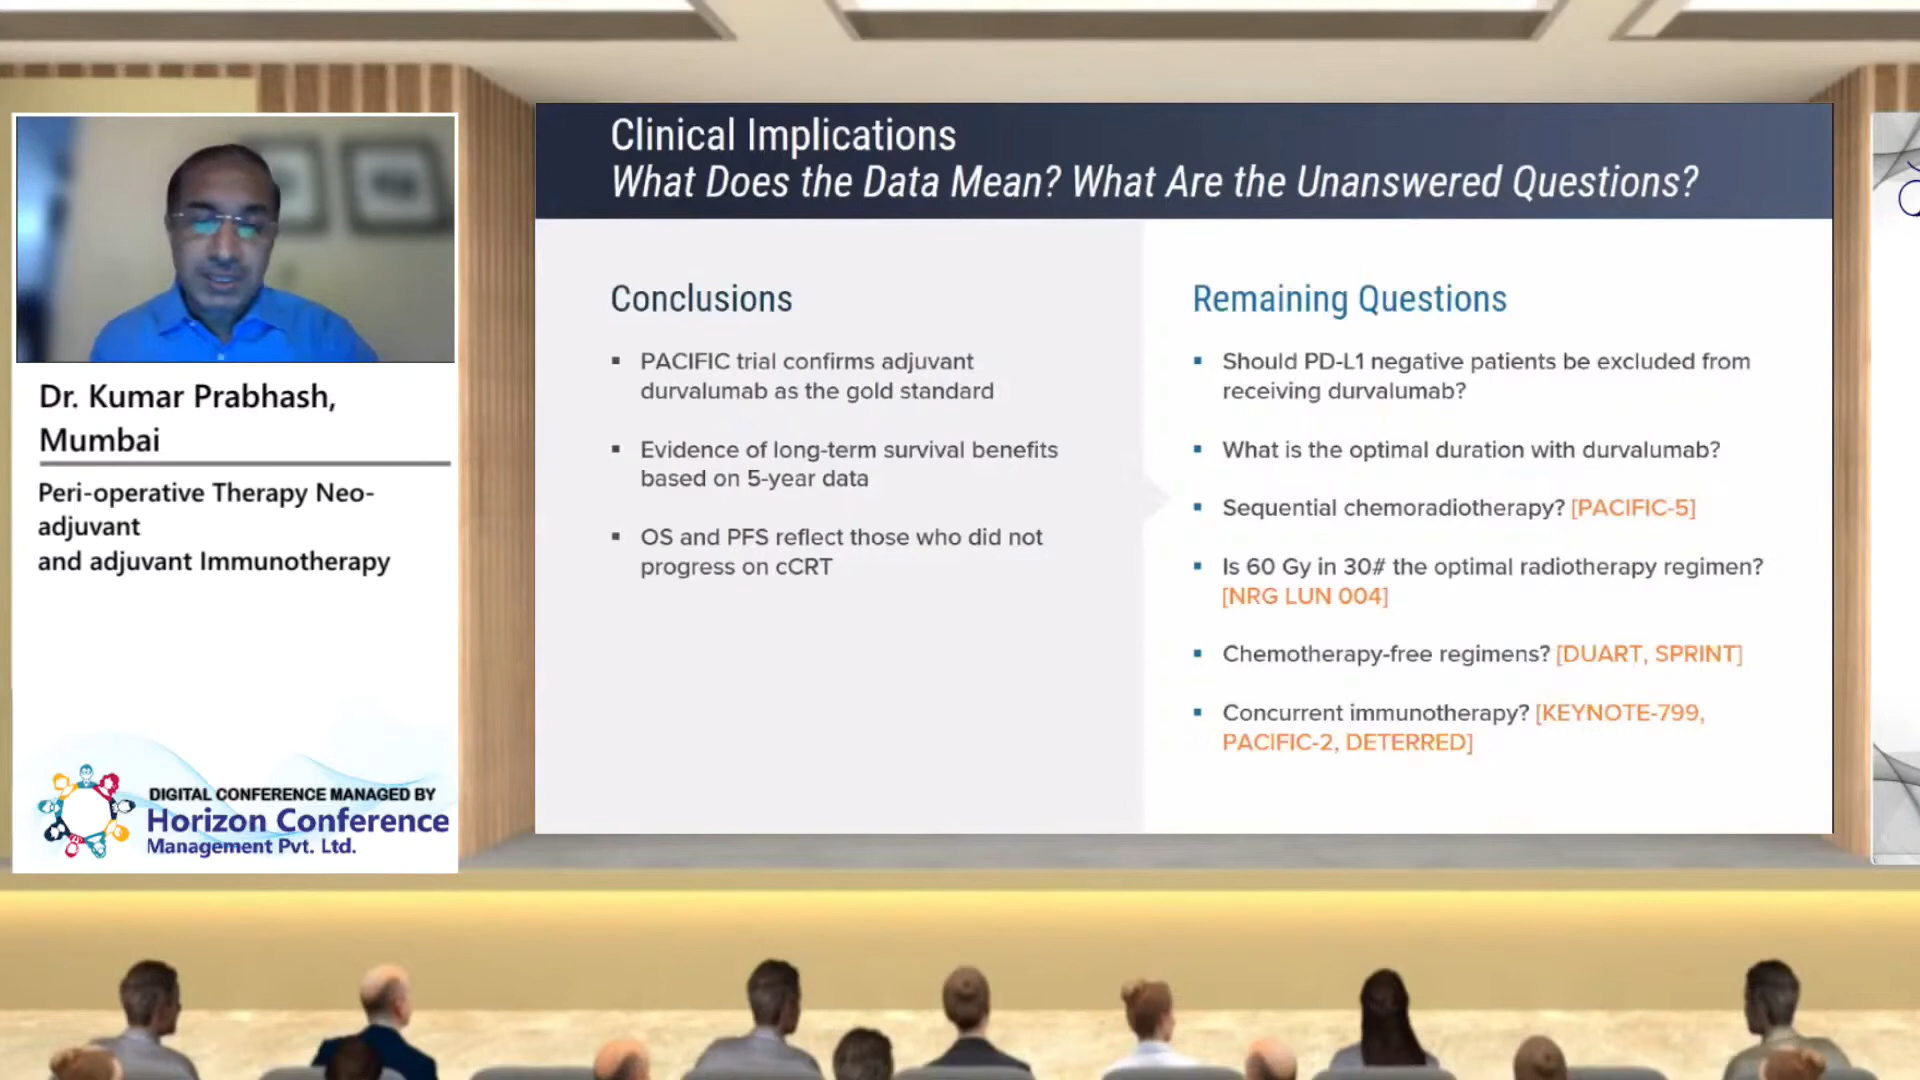 Dr. Kumar Prabhash,
Mumbai
Peri-operative Therapy Neo-
adjuvant
and adjuvant Immunotherapy
DIGITAL CONFERENCE MANAGED BY
Horizon Conference
Management Pvt. Ltd.
Clinical Implications
What Does the Data Mean? What Are the Unanswered Questions?
Conclusions
▪ PACIFIC trial confirms adjuvant
durvalumab as the gold standard
▪ Evidence of long-term survival benefits
based on 5-year data
▪ OS and PFS reflect those who did not
progress on cCRT
Remaining Questions
▪ Should PD-L1 negative patients be excluded from
receiving durvalumab?
▪ What is the optimal duration with durvalumab?
▪ Sequential chemoradiotherapy? [PACIFIC-5]
▪ Is 60 Gy in 30# the optimal radiotherapy regimen?
[NRG LUN 004]
▪ Chemotherapy-free regimens? [DUART, SPRINT]
▪ Concurrent immunotherapy? [KEYNOTE-799,
PACIFIC-2, DETERRED]